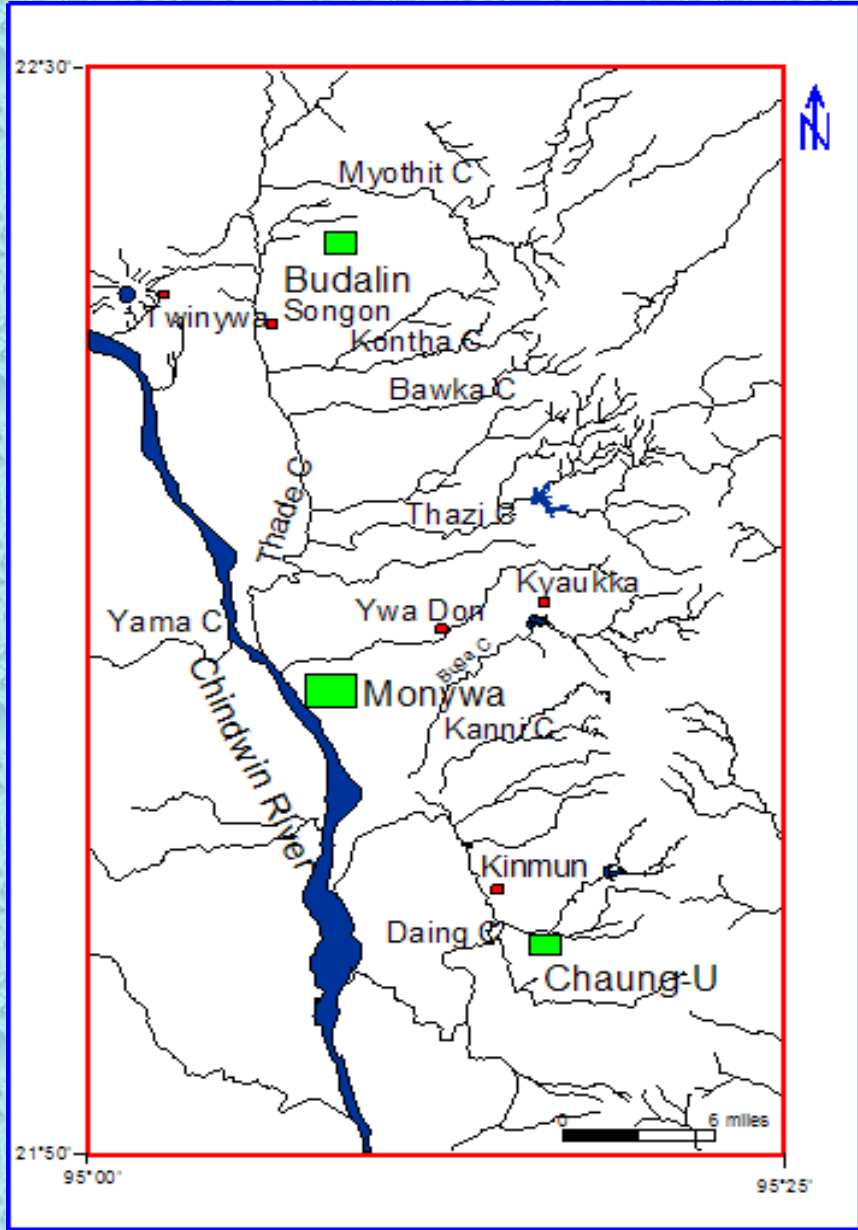 22°30'
N
Myothit C
Budalin
Twinywa
Songon
Kontha C
Bawka C
Thade C
Thazi C
Kyaukka
Ywa Don
Yama C
Buga C
Monywa
Chindwin River
Kanni C
Kinmun
Daing C
Chaung-U
0 6 miles
21°50'
95°00'
95°25'